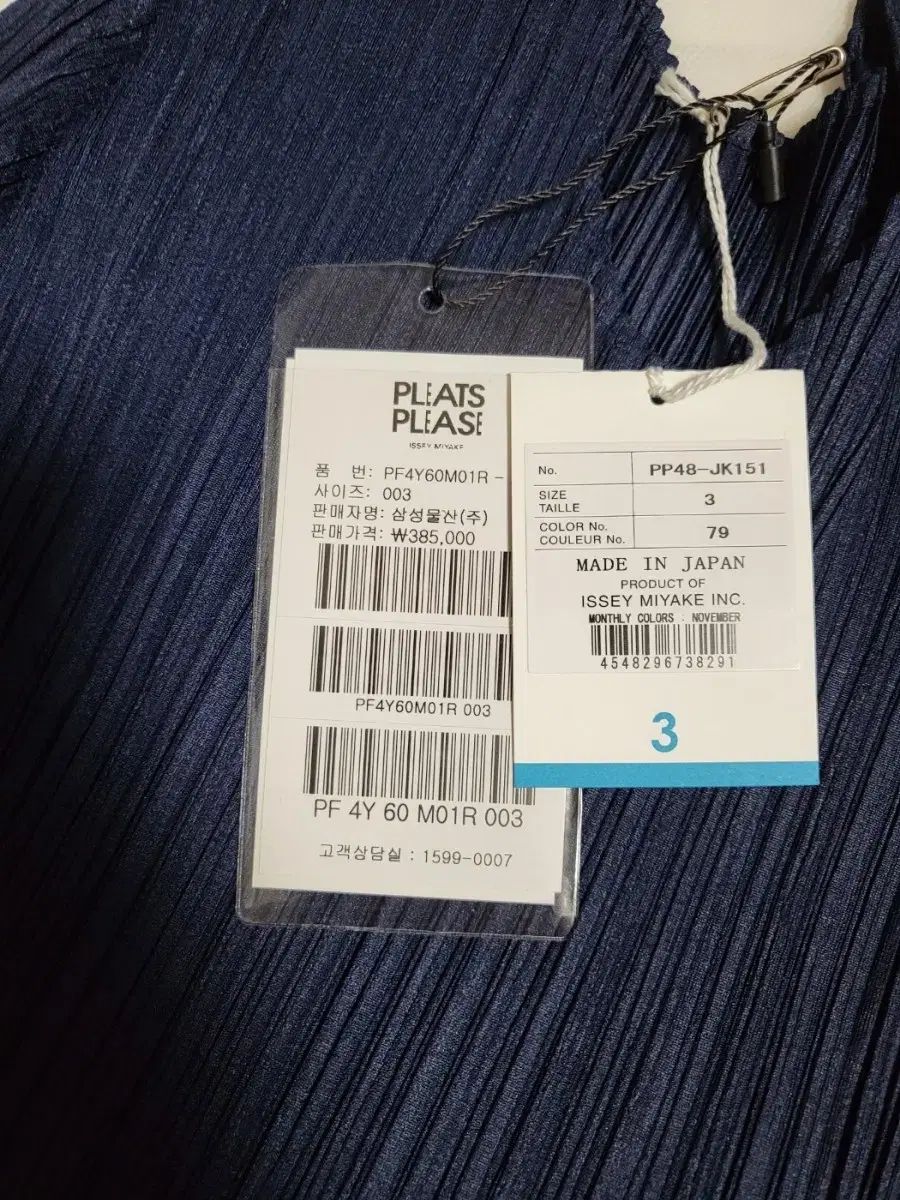 PLEATS
PLEASE
ISSEY MIYAKE
품 번: PF4Y60M01R -
사이즈: 003
판매자명: 삼성물산(주)
판매가격: ₩385,000
PF4Y60M01R 003
PF 4Y 60 M01R 003
고객상담실 : 1599-0007
No. PP48-JK151
SIZE
TAILLE 3
COLOR No.
COULEUR No. 79
MADE IN JAPAN
PRODUCT OF
ISSEY MIYAKE INC.
MONTHLY COLORS : NOVEMBER
4548296738291
3